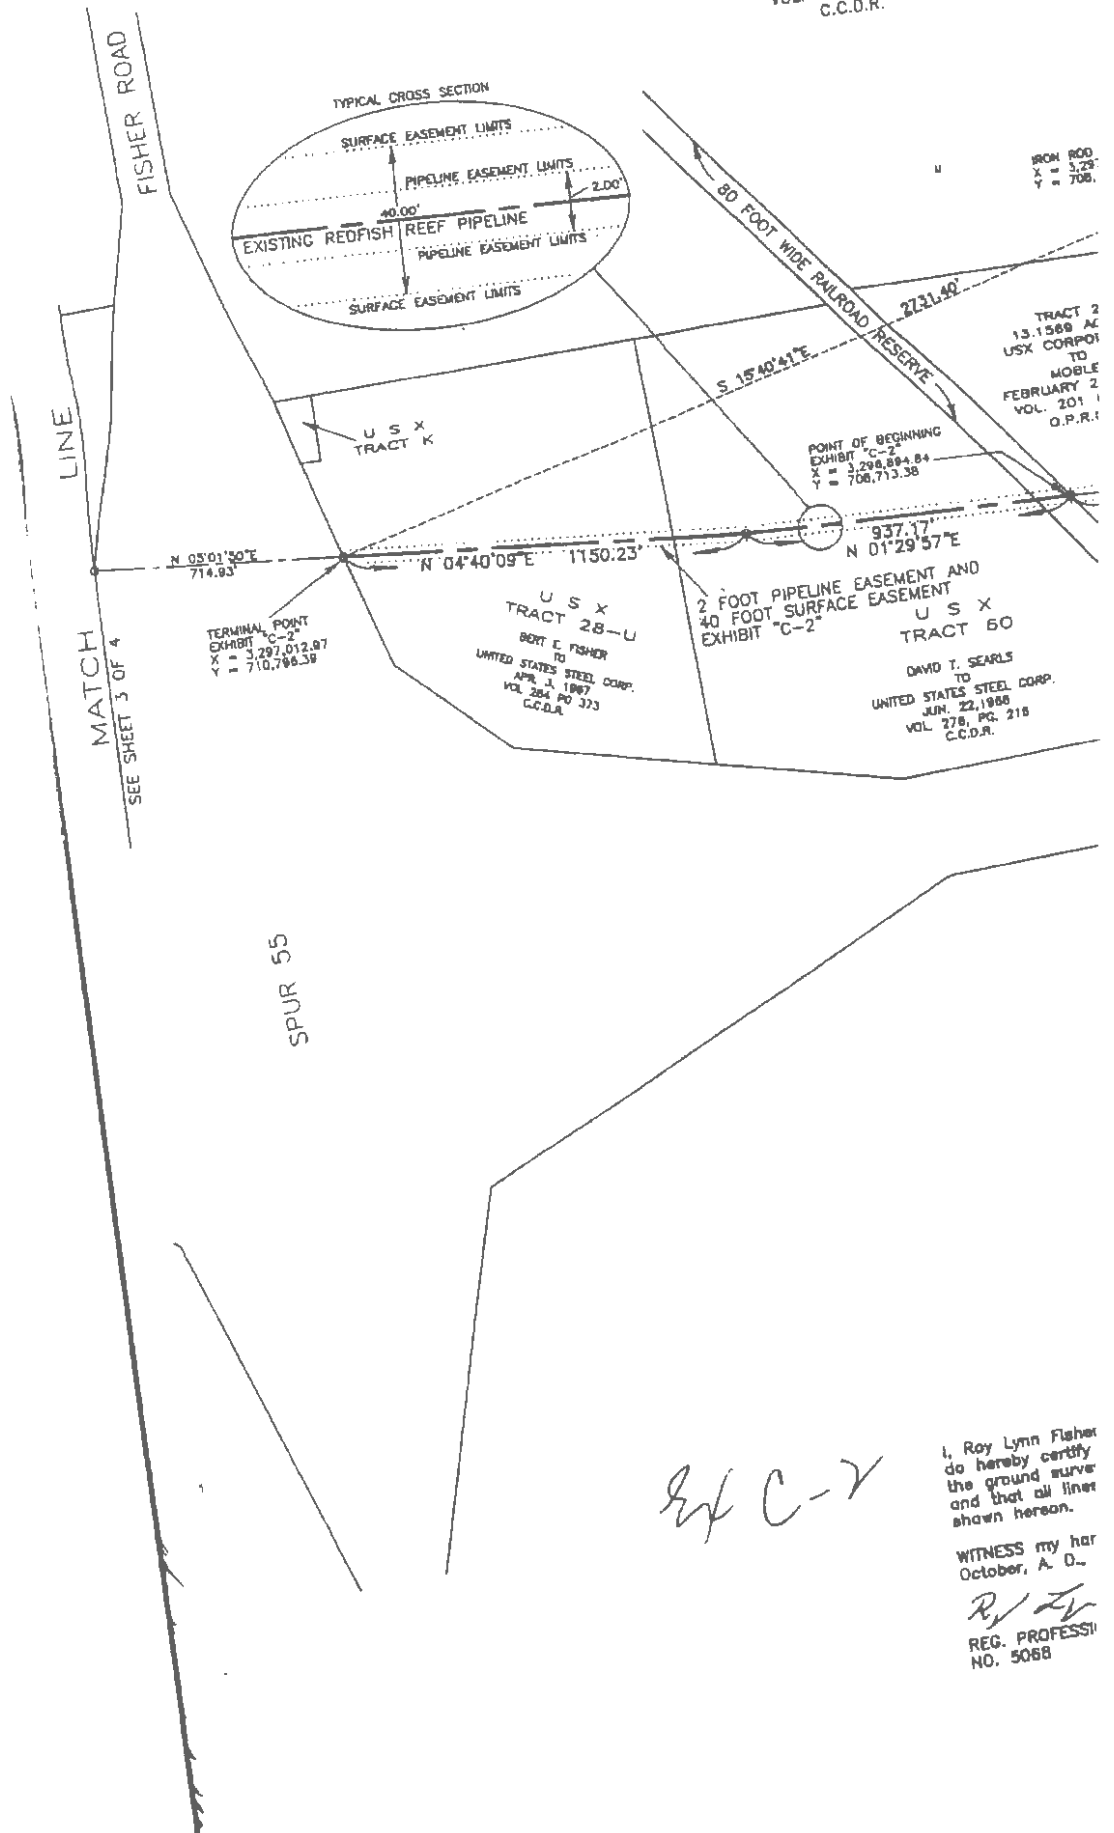 C.C.D.R.
FISHER ROAD
TYPICAL CROSS SECTION
SURFACE EASEMENT LIMITS
PIPELINE EASEMENT LIMITS
2.00'
40.00'
EXISTING REDFISH REEF PIPELINE
PIPELINE EASEMENT LIMITS
SURFACE EASEMENT LIMITS
80 FOOT WIDE RAILROAD RESERVE
IRON ROD
X = 3,29
Y = 708,
2731.40'
S 15°40'41"E
TRACT 2
13.1569 AC
USX CORPO
TO
MOBLE
FEBRUARY 2
VOL. 201
O.P.R.
U S X
TRACT K
POINT OF BEGINNING
EXHIBIT "C-2"
X = 3,296,894.84
Y = 708,713.38
MATCH LINE
SEE SHEET 3 OF 4
N 05°01'50"E
714.93'
N 04°40'09"E 1150.23'
937.17'
N 01°29'57"E
TERMINAL POINT
EXHIBIT "C-2"
X = 3,297,012.97
Y = 710,796.39
U S X
TRACT 28-U
BERT E. FISHER
TO
UNITED STATES STEEL CORP.
APR. 3, 1967
VOL 284 PG 373
C.C.D.R.
2 FOOT PIPELINE EASEMENT AND
40 FOOT SURFACE EASEMENT
EXHIBIT "C-2"
U S X
TRACT 60
DAVID T. SEARLS
TO
UNITED STATES STEEL CORP.
JUN. 22, 1966
VOL 276, PG. 216
C.C.D.R.
SPUR 55
Ex C-2
I, Roy Lynn Fisher
do hereby certify
the ground surve
and that all lines
shown hereon.
WITNESS my har
October, A. D.
REG. PROFESSI
NO. 5068